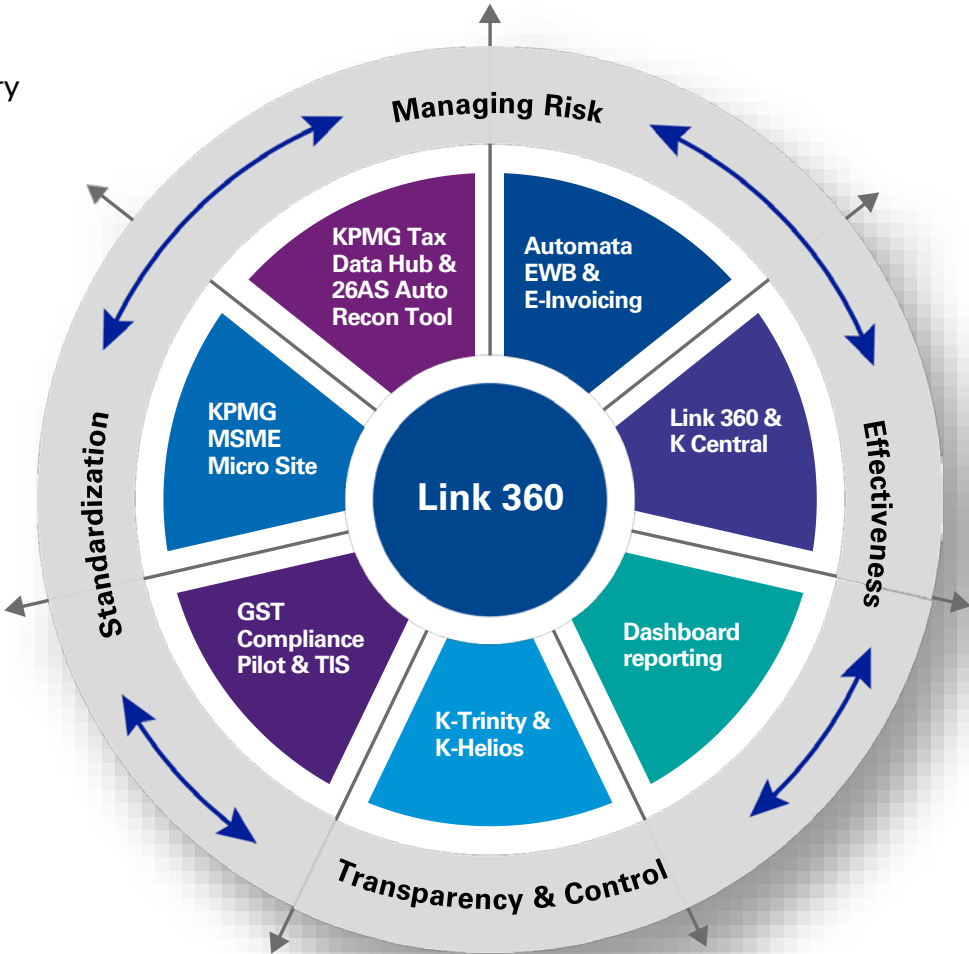 ry
Managing Risk
KPMG Tax
Data Hub &
26AS Auto
Recon Tool
Automata
EWB &
E-Invoicing
KPMG
MSME
Micro Site
Link 360 &
K Central
Link 360
Standardization
Effectiveness
GST
Compliance
Pilot & TIS
Dashboard
reporting
K-Trinity &
K-Helios
Transparency & Control